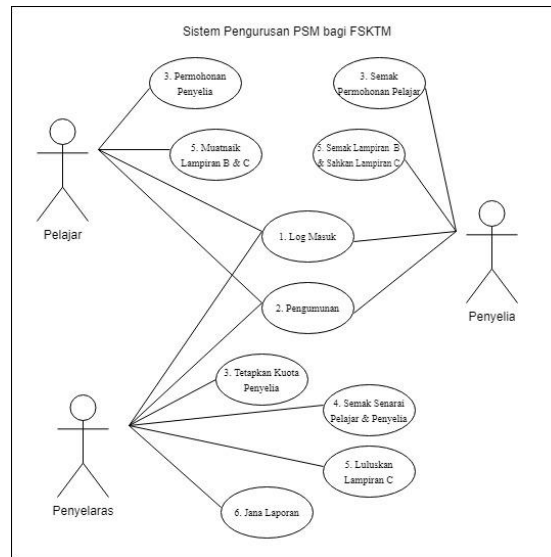 Sistem Pengurusan PSM bagi FSKTM
3. Permohonan
Penyelia
3. Semak
Permohonan Pelajar
5. Muatnaik
Lampiran B & C
5. Semak Lampiran B
& Sahkan Lampiran C
Pelajar
1. Log Masuk
Penyelia
2. Pengumunan
3. Tetapkan Kuota
Penyelia
4. Semak Senarai
Pelajar & Penyelia
5. Luluskan
Lampiran C
Penyelaras
6. Jana Laporan